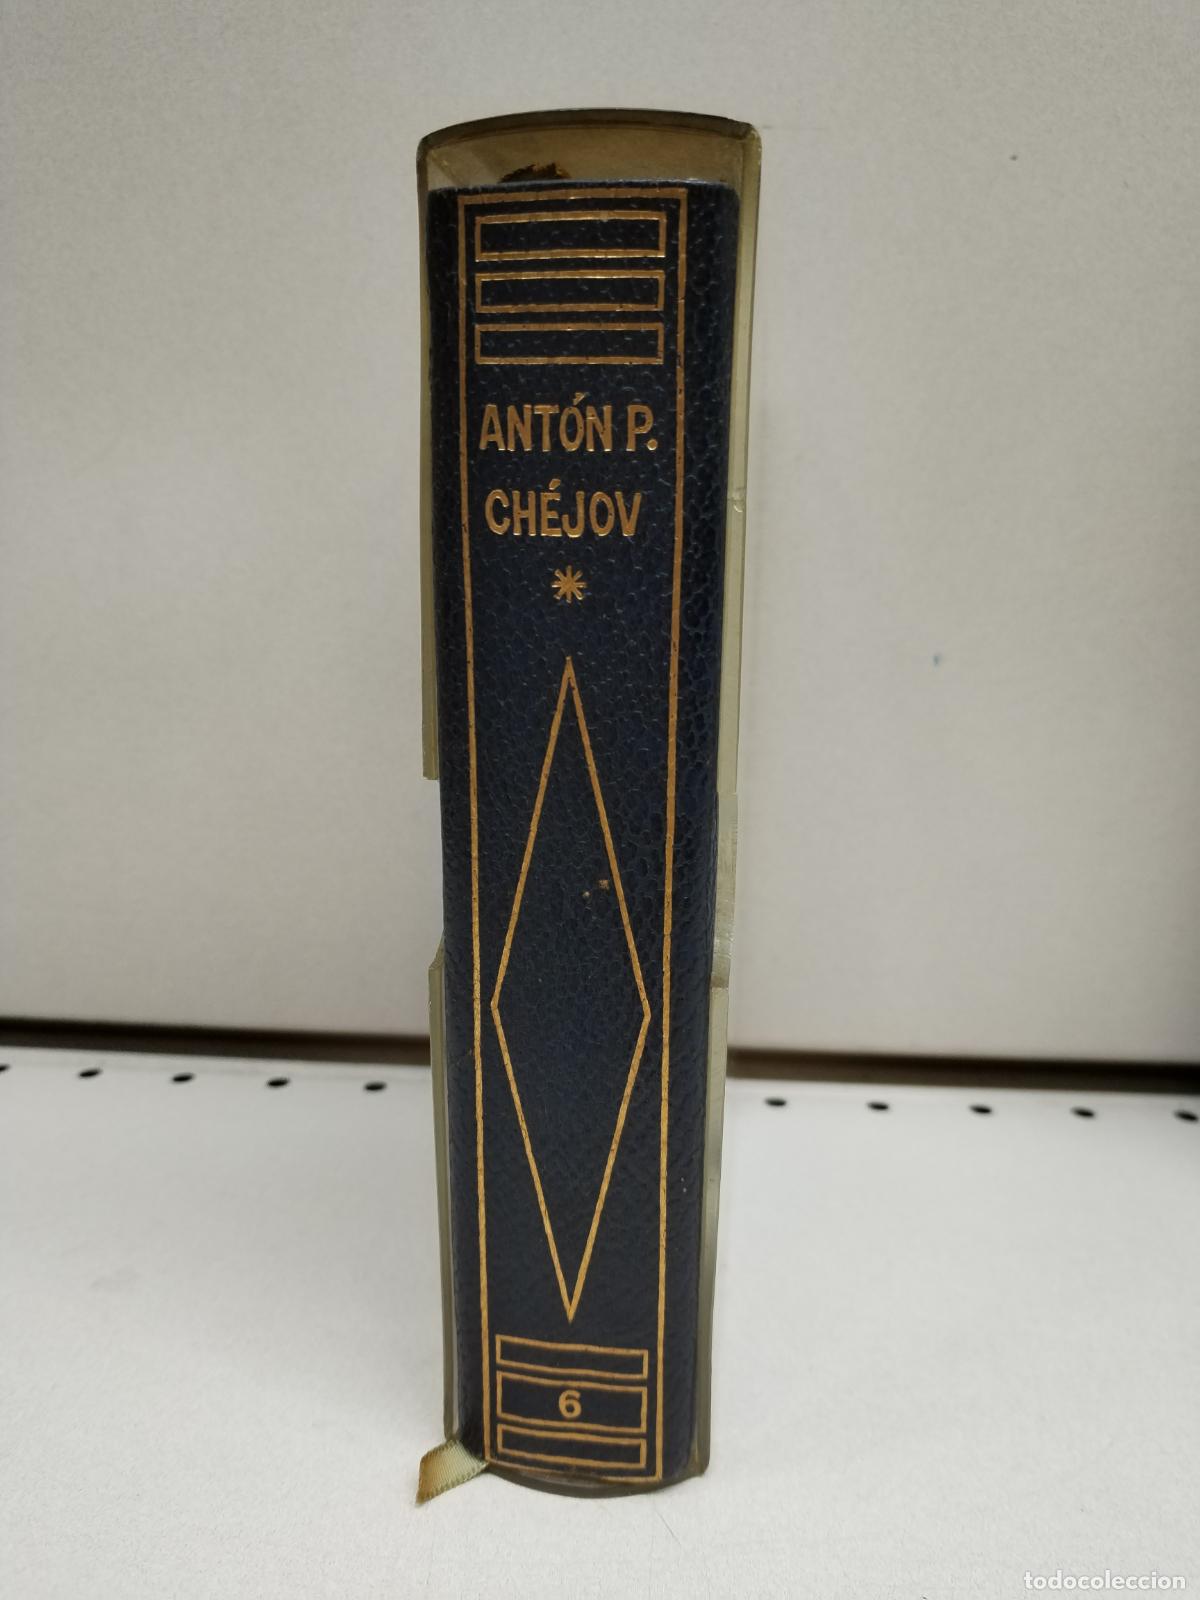 ANTÓN P.
CHÉJOV
6
todocoleccion